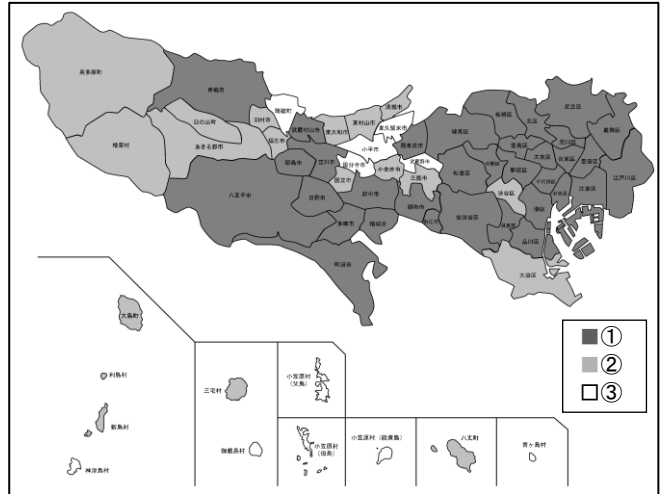 奥多摩町
青梅市
瑞穂町
清瀬市
足立区
日の出町
羽村市
武蔵村山市
東大和市
東村山市
東久留米市
板橋区
北区
葛飾区
檜原村
あきる野市
福生市
小平市
西東京市
練馬区
荒川区
豊島区
文京区
台東区
墨田区
昭島市
立川市
国分寺市
小金井市
武蔵野市
中野区
新宿区
江戸川区
八王子市
国立市
三鷹市
杉並区
千代田区
中央区
江東区
日野市
府中市
渋谷区
調布市
港区
多摩市
稲城市
狛江市
世田谷区
目黒区
品川区
町田市
大田区
大島町
利島村
新島村
神津島村
三宅村
御蔵島村
小笠原村
(父島)
小笠原村
(母島)
小笠原村（硫黄島）
八丈町
青ヶ島村
①
②
③